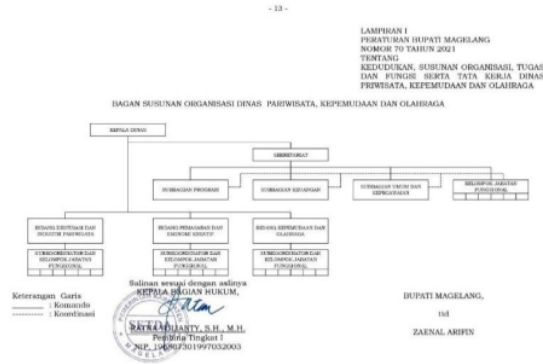 - 13 -
LAMPIRAN I
PERATURAN BUPATI MAGELANG
NOMOR 70 TAHUN 2021
TENTANG
KEDUDUKAN, SUSUNAN ORGANISASI, TUGAS
DAN FUNGSI SERTA TATA KERJA DINAS
PRIWISATA, KEPEMUDAAN DAN OLAHRAGA
BAGAN SUSUNAN ORGANISASI DINAS PARIWISATA, KEPEMUDAAN DAN OLAHRAGA
KEPALA DINAS
SEKRETARIAT
SUBBAGIAN PROGRAM
SUBBAGIAN KEUANGAN
SUBBAGIAN UMUM DAN
KEPEGAWAIAN
KELOMPOK JABATAN
FUNGSIONAL
BIDANG DESTINASI DAN
INDUSTRI PARIWISATA
BIDANG PEMASARAN DAN
EKONOMI KREATIF
BIDANG KEPEMUDAAN DAN
OLAHRAGA
SUBKOORDINATOR DAN
KELOMPOK JABATAN
FUNGSIONAL
SUBKOORDINATOR DAN
KELOMPOK JABATAN
FUNGSIONAL
SUBKOORDINATOR DAN
KELOMPOK JABATAN
FUNGSIONAL
Keterangan Garis
: Komando
: Koordinasi
Salinan sesuai dengan aslinya
KEPALA BAGIAN HUKUM,
SETDA
MAGELANG
S.H., M.H.
Pembina Tingkat I
NIP. 196867301997032003
BUPATI MAGELANG,
ttd
ZAENAL ARIFIN